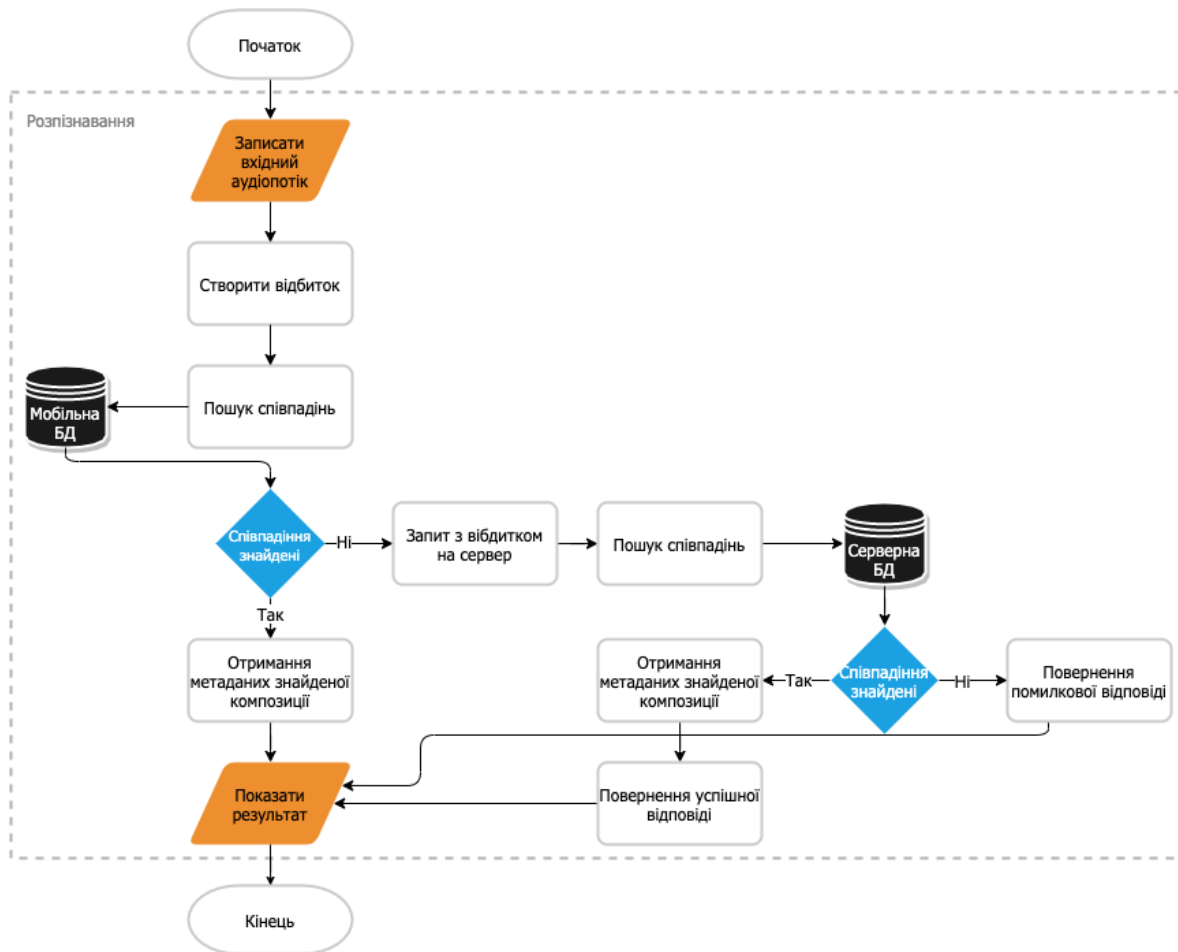 Початок
Розпізнавання
Записати
вхідний
аудіопотік
Створити відбиток
Мобільна
БД
Пошук співпадінь
Співпадіння
знайдені
Ні
Запит з вібдитком
на сервер
Пошук співпадінь
Серверна
БД
Так
Отримання
метаданих знайденої
композиції
Отримання
метаданих знайденої
композиції
Так
Співпадіння
знайдені
Ні
Повернення
помилкової відповіді
Показати
результат
Повернення успішної
відповіді
Кінець